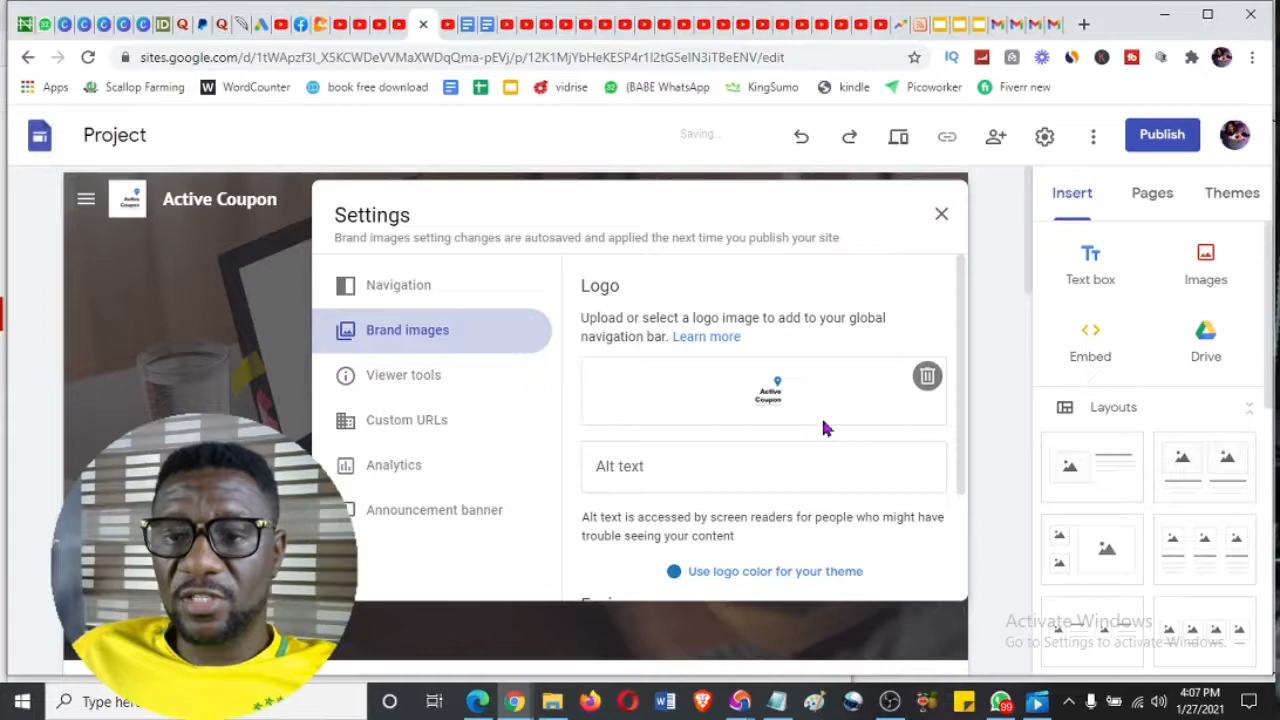 sites.google.com/d/1tWApzf3I_X5KCWDeVVMaXWDqQma-pEVj/p/12K1MjYbHeKESP4r1I2tG5eIN3iTBeENV/edit
Apps
Scallop Farming
WordCounter
book free download
vidrise
(BABE WhatsApp
KingSumo
kindle
Picoworker
Fiverr new
Project
Saving...
Publish
Active Coupon
Active Coupon
Insert
Pages
Themes
Settings
Brand images setting changes are autosaved and applied the next time you publish your site
Navigation
Brand images
Viewer tools
Custom URLs
Analytics
Announcement banner
Logo
Upload or select a logo image to add to your global
navigation bar. Learn more
Active
Coupon
Alt text
Alt text is accessed by screen readers for people who might have
trouble seeing your content
Use logo color for your theme
Text box
Images
Embed
Drive
Layouts
Activate Windows
Go to Settings to activate Windows.
Type here
99
4:07 PM
1/27/2021